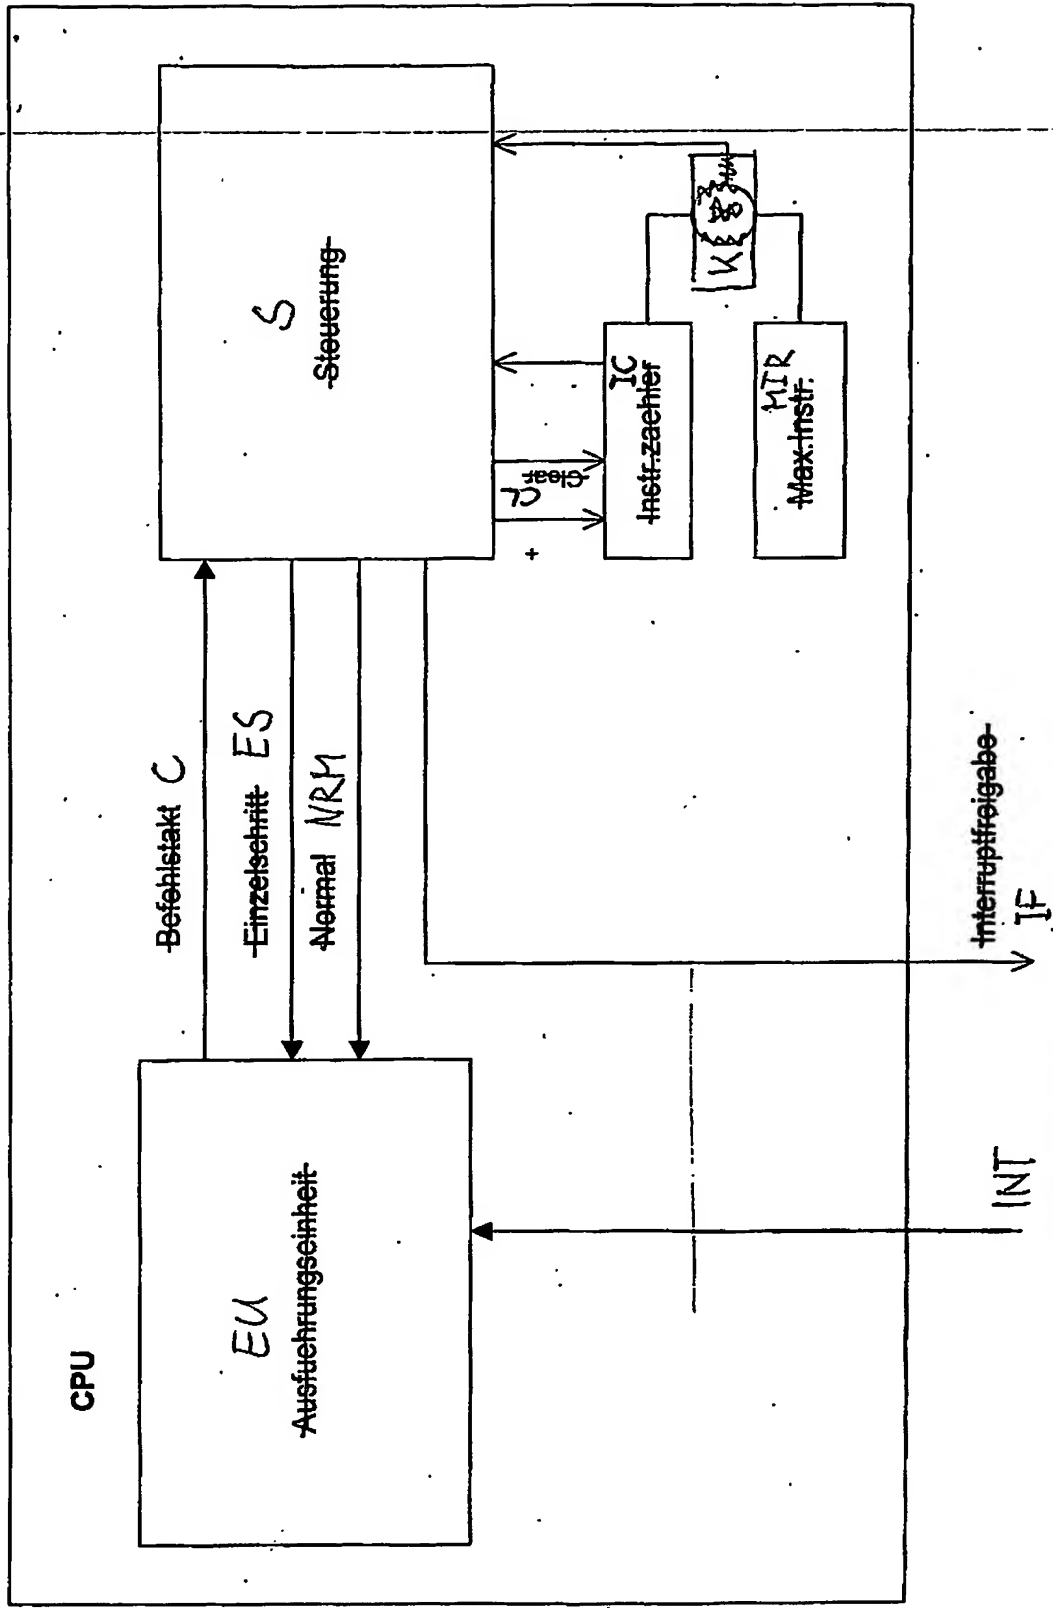 CPU
EU
Ausfuehrungseinheit
Befehlstakt C
Einzelschritt ES
Normal NRM
S
Steuerung
+
CL
Clear
IC
Instr.zaehler
MIR
Max.Instr.
K
INT
Interruptfreigabe
IF